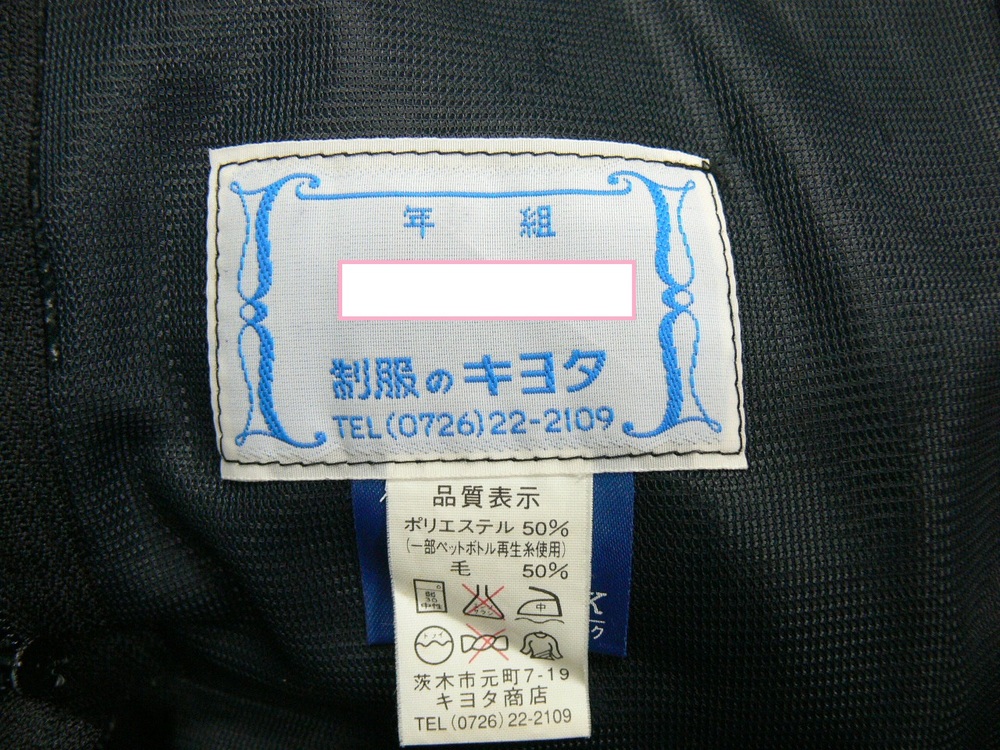 年 組
制服のキヨタ
TEL(0726)22-2109
品質表示
ポリエステル 50%
(一部ペットボトル再生糸使用)
毛 50%
中
茨木市元町7-19
キヨタ商店
TEL(0726)22-2109
K
ク